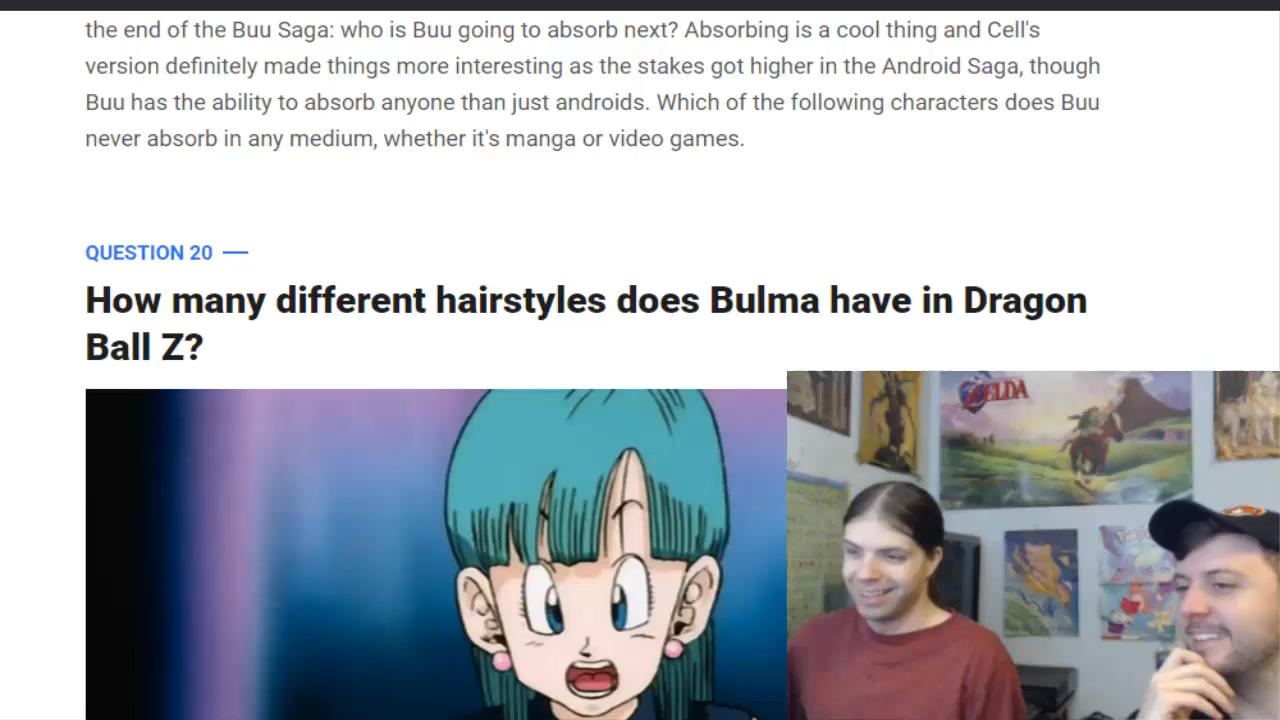 the end of the Buu Saga: who is Buu going to absorb next? Absorbing is a cool thing and Cell's
version definitely made things more interesting as the stakes got higher in the Android Saga, though
Buu has the ability to absorb anyone than just androids. Which of the following characters does Buu
never absorb in any medium, whether it's manga or video games.
QUESTION 20
How many different hairstyles does Bulma have in Dragon
Ball Z?
ZELDA